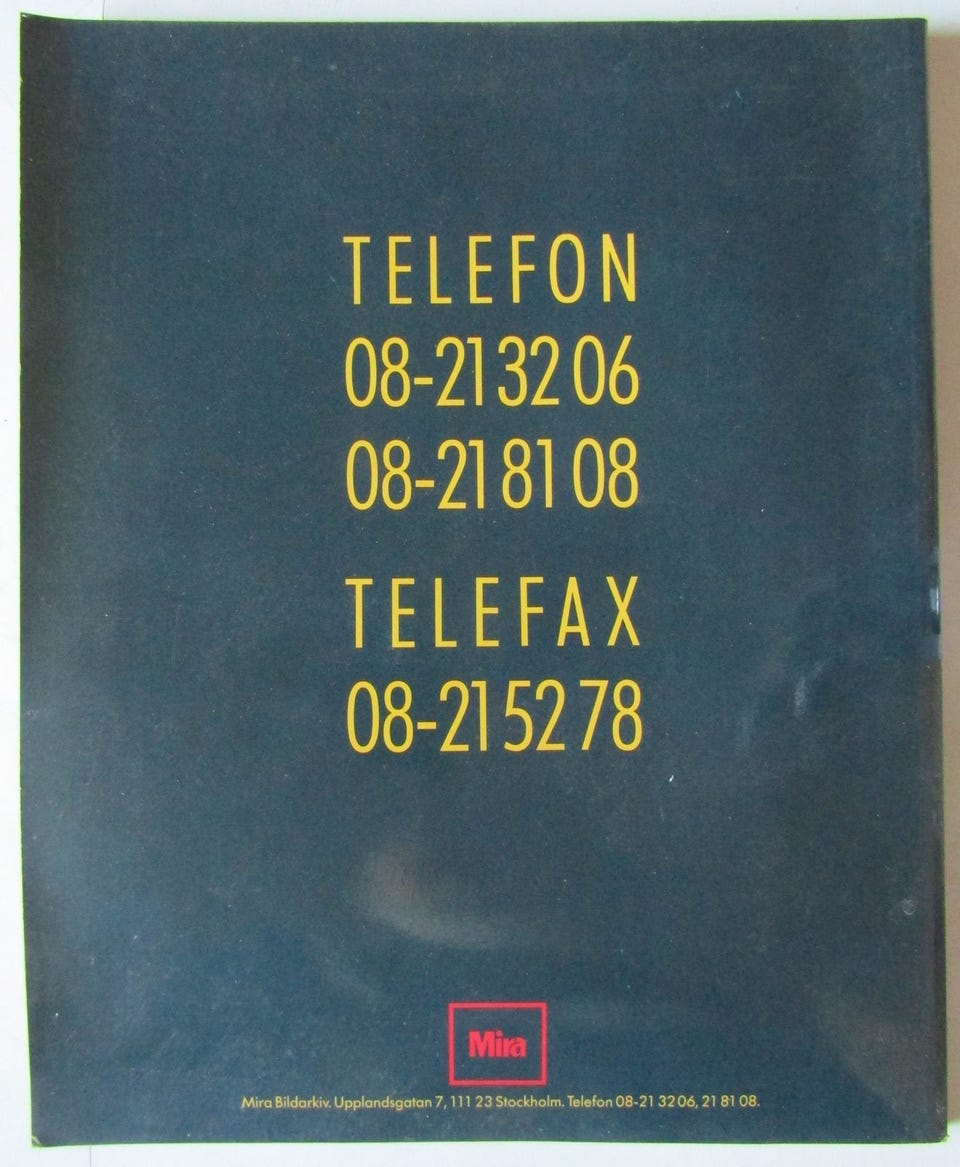 TELEFON
08-21 32 06
08-21 81 08
TELEFAX
08-21 52 78
Mira
Mira Bildarkiv. Upplandsgatan 7, 111 23 Stockholm. Telefon 08-21 32 06, 21 81 08.